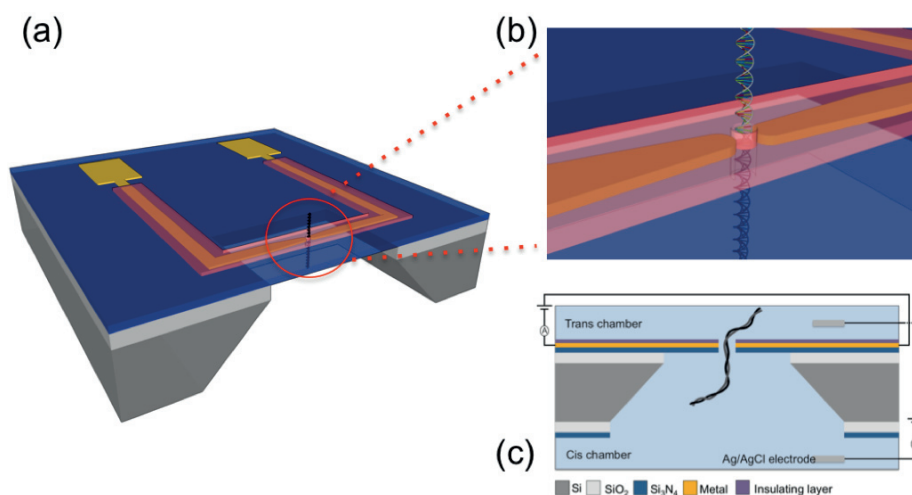 (a)
(b)
Trans chamber
A
(c)
Cis chamber
Ag/AgCl electrode
Si SiO₂ Si₃N₄ Metal Insulating layer